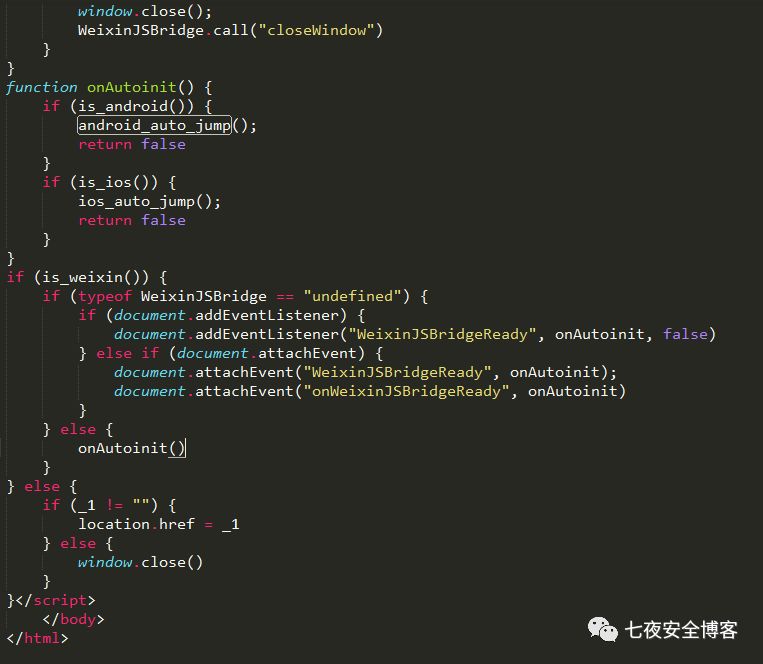 window.close();
        WeixinJSBridge.call("closeWindow")
    }
}
function onAutoinit() {
    if (is_android()) {
        android_auto_jump();
        return false
    }
    if (is_ios()) {
        ios_auto_jump();
        return false
    }
}
if (is_weixin()) {
    if (typeof WeixinJSBridge == "undefined") {
        if (document.addEventListener) {
            document.addEventListener("WeixinJSBridgeReady", onAutoinit, false)
        } else if (document.attachEvent) {
            document.attachEvent("WeixinJSBridgeReady", onAutoinit);
            document.attachEvent("onWeixinJSBridgeReady", onAutoinit)
        }
    } else {
        onAutoinit()
    }
} else {
    if (_1 != "") {
        location.href = _1
    } else {
        window.close()
    }
}</script>
    </body>
</html>
七夜安全博客